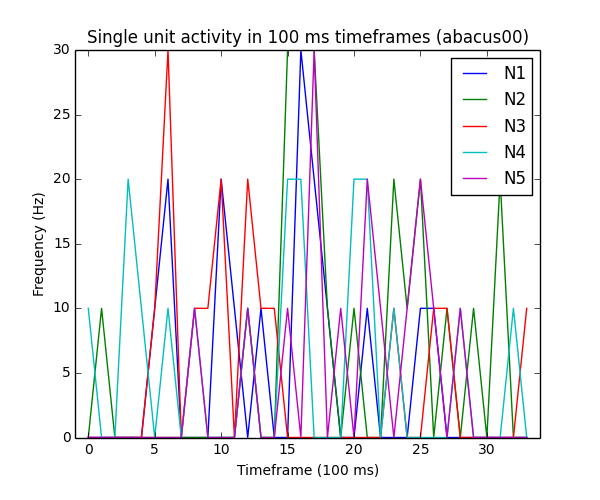 Single unit activity in 100 ms timeframes (abacus00)
30
25
20
15
10
5
0
Frequency (Hz)
N1
N2
N3
N4
N5
0 5 10 15 20 25 30
Timeframe (100 ms)